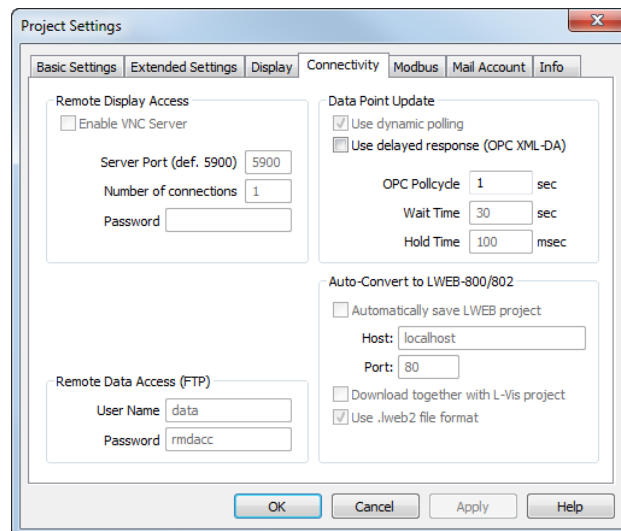 Project Settings
Basic Settings Extended Settings Display Connectivity Modbus Mail Account Info
Remote Display Access
Enable VNC Server
Server Port (def. 5900) 5900
Number of connections 1
Password
Data Point Update
Use dynamic polling
Use delayed response (OPC XML-DA)
OPC Pollcycle 1 sec
Wait Time 30 sec
Hold Time 100 msec
Auto-Convert to LWEB-800/802
Automatically save LWEB project
Host: localhost
Port: 80
Download together with L-Vis project
Use .lweb2 file format
Remote Data Access (FTP)
User Name data
Password rmdacc
OK Cancel Apply Help